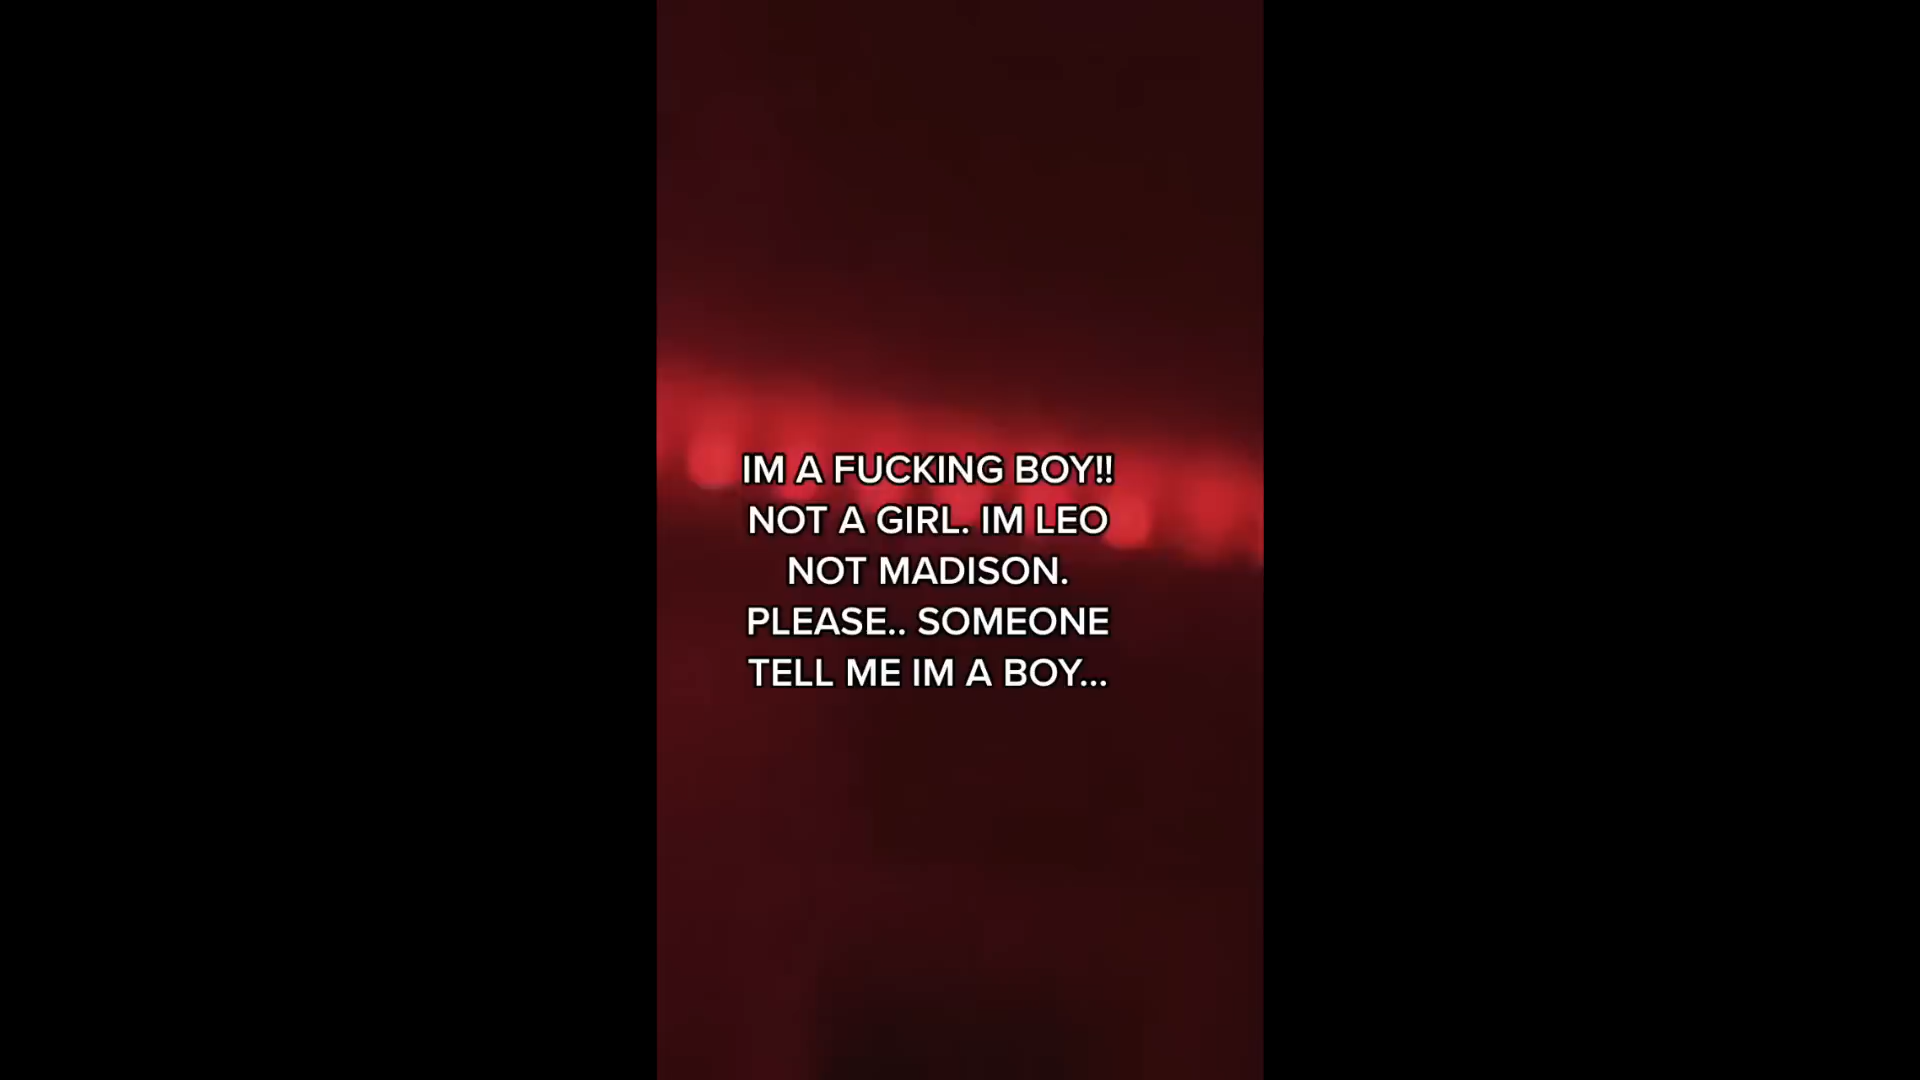 IM A FUCKING BOY!!
NOT A GIRL. IM LEO
NOT MADISON.
PLEASE.. SOMEONE
TELL ME IM A BOY...